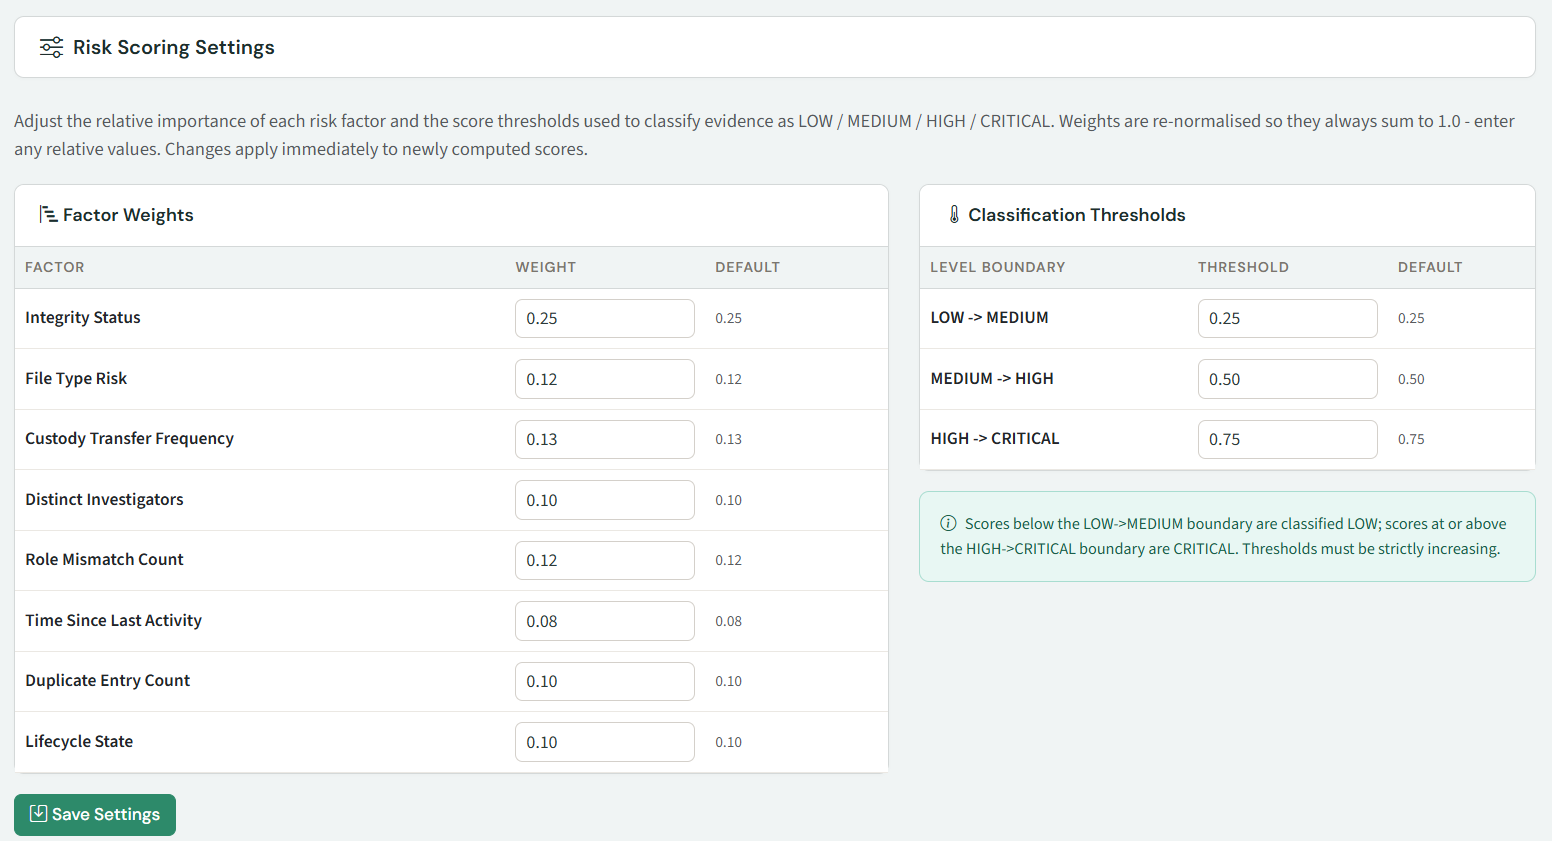 Risk Scoring Settings
Adjust the relative importance of each risk factor and the score thresholds used to classify evidence as LOW / MEDIUM / HIGH / CRITICAL. Weights are re-normalised so they always sum to 1.0 - enter
any relative values. Changes apply immediately to newly computed scores.
Factor Weights
FACTOR WEIGHT DEFAULT
Integrity Status 0.25 0.25
File Type Risk 0.12 0.12
Custody Transfer Frequency 0.13 0.13
Distinct Investigators 0.10 0.10
Role Mismatch Count 0.12 0.12
Time Since Last Activity 0.08 0.08
Duplicate Entry Count 0.10 0.10
Lifecycle State 0.10 0.10
Save Settings
Classification Thresholds
LEVEL BOUNDARY THRESHOLD DEFAULT
LOW -> MEDIUM 0.25 0.25
MEDIUM -> HIGH 0.50 0.50
HIGH -> CRITICAL 0.75 0.75
Scores below the LOW->MEDIUM boundary are classified LOW; scores at or above
the HIGH->CRITICAL boundary are CRITICAL. Thresholds must be strictly increasing.